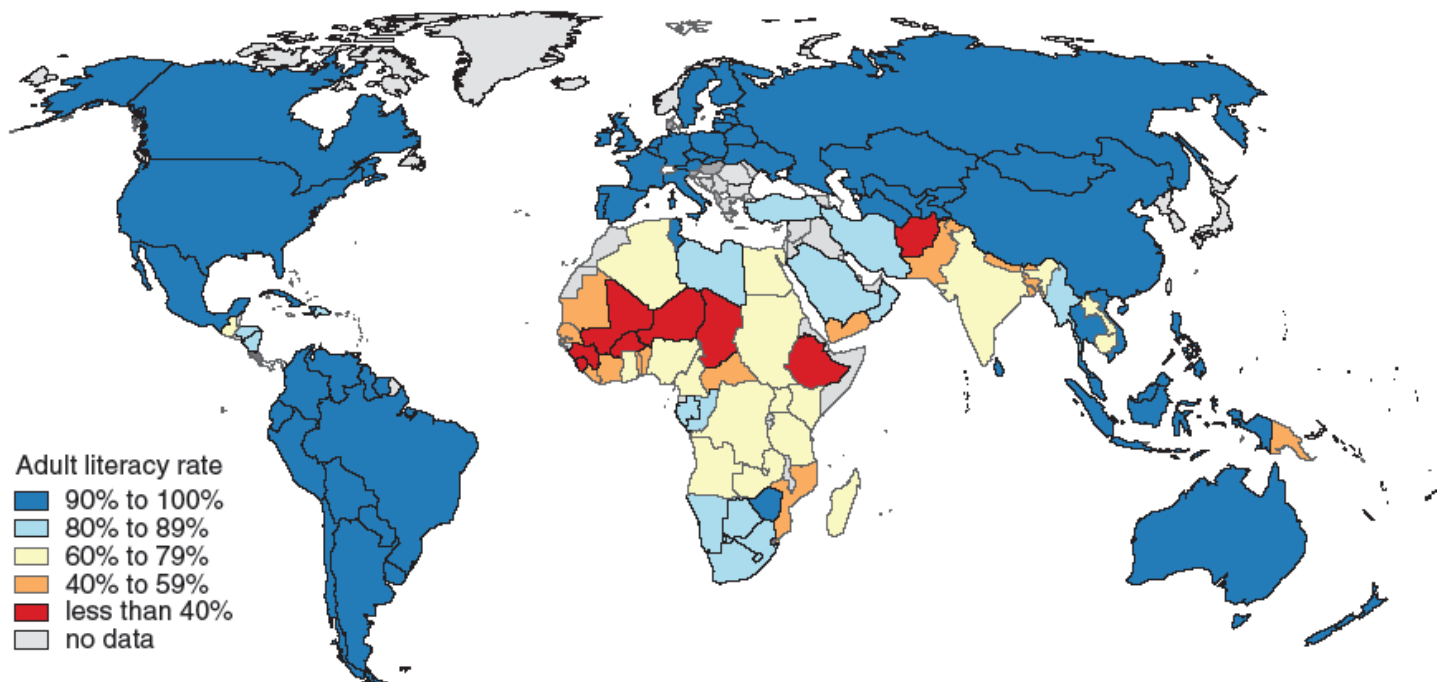 Adult literacy rate
90% to 100%
80% to 89%
60% to 79%
40% to 59%
less than 40%
no data